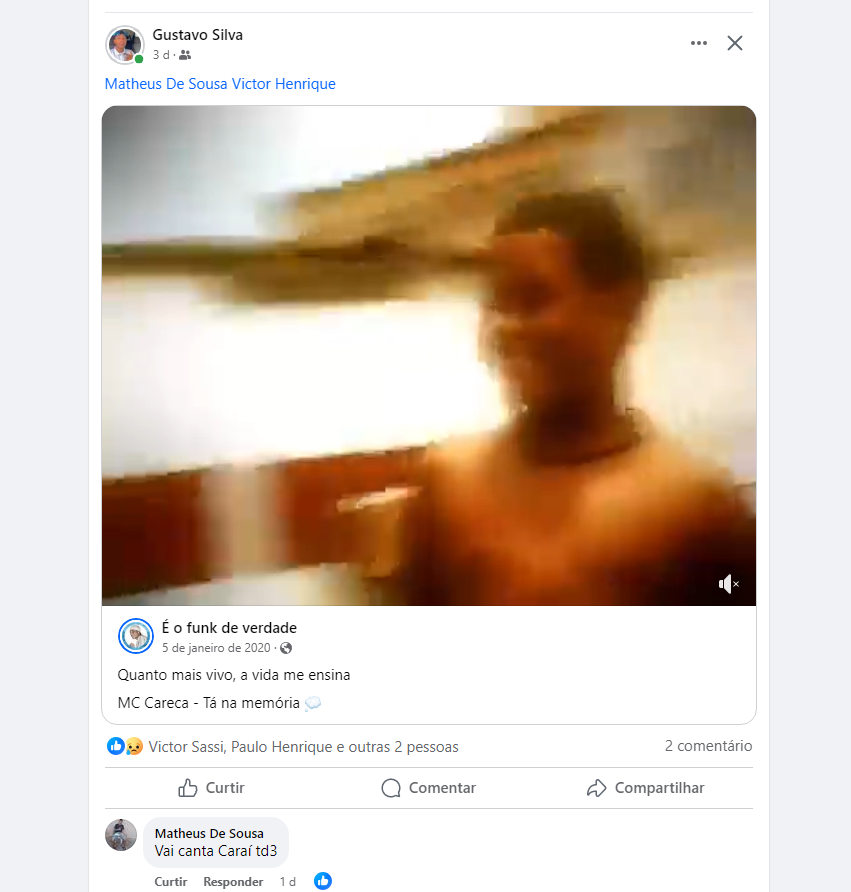 Gustavo Silva
3 d ·
Matheus De Sousa Victor Henrique
É o funk de verdade
5 de janeiro de 2020 ·
Quanto mais vivo, a vida me ensina
MC Careca - Tá na memória 💭
Victor Sassi, Paulo Henrique e outras 2 pessoas
2 comentário
Curtir
Comentar
Compartilhar
Matheus De Sousa
Vai canta Caraí td3
Curtir Responder 1 d